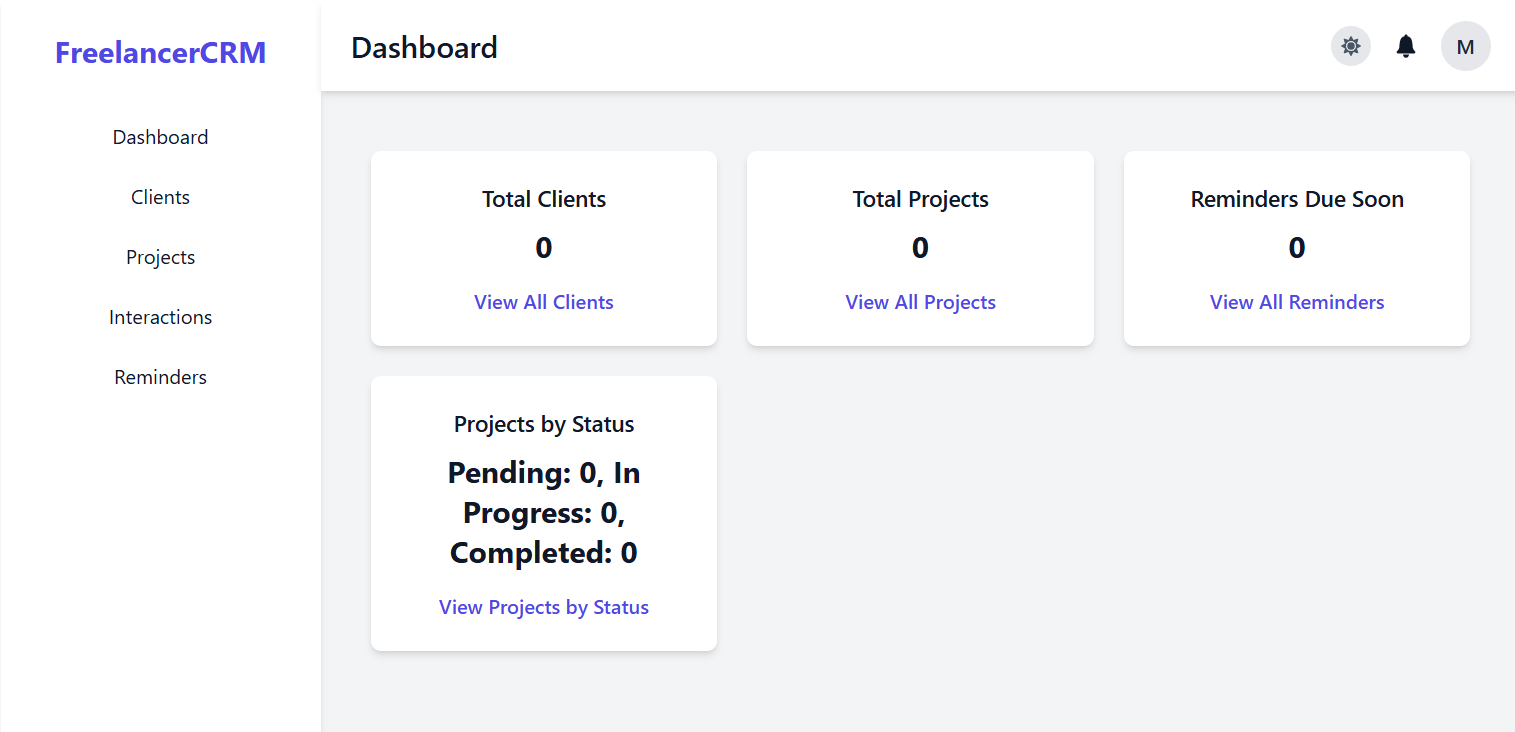 FreelancerCRM
Dashboard
Clients
Projects
Interactions
Reminders
Dashboard
M
Total Clients
0
View All Clients
Total Projects
0
View All Projects
Reminders Due Soon
0
View All Reminders
Projects by Status
Pending: 0, In
Progress: 0,
Completed: 0
View Projects by Status